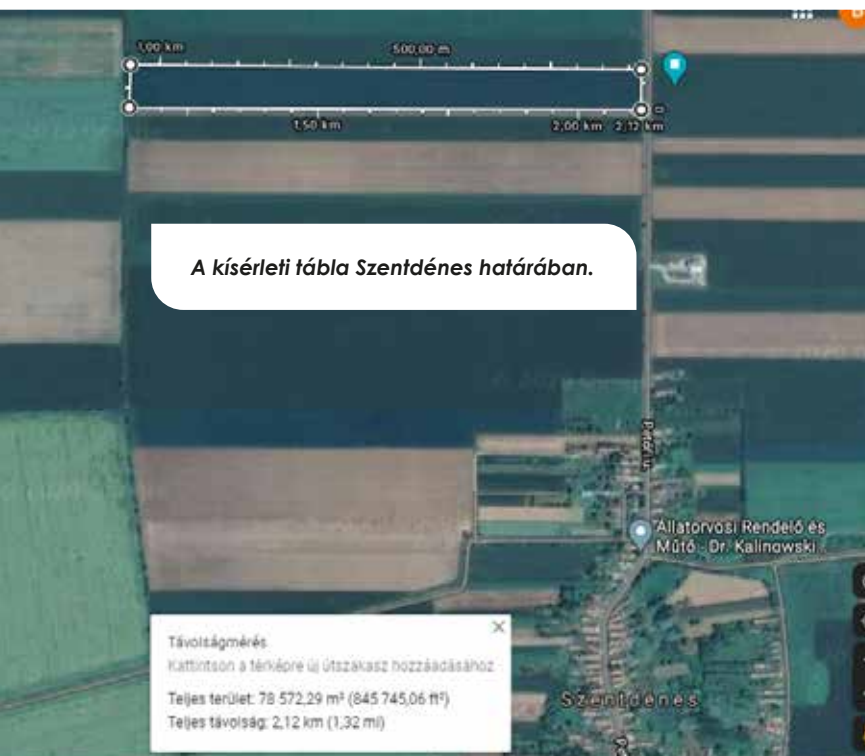 1,00 km
500,00 m
1,50 km
2,00 km
2,12 km
A kísérleti tábla Szentdénes határában.
Petőfi u.
Állatorvosi Rendelő és
Műtő - Dr. Kalinowski...
Távolságmérés
Kattintson a térképre új útszakasz hozzáadásához
Teljes terület: 78 572,29 m² (845 745,06 ft²)
Teljes távolság: 2,12 km (1,32 mi)
Szentdénes